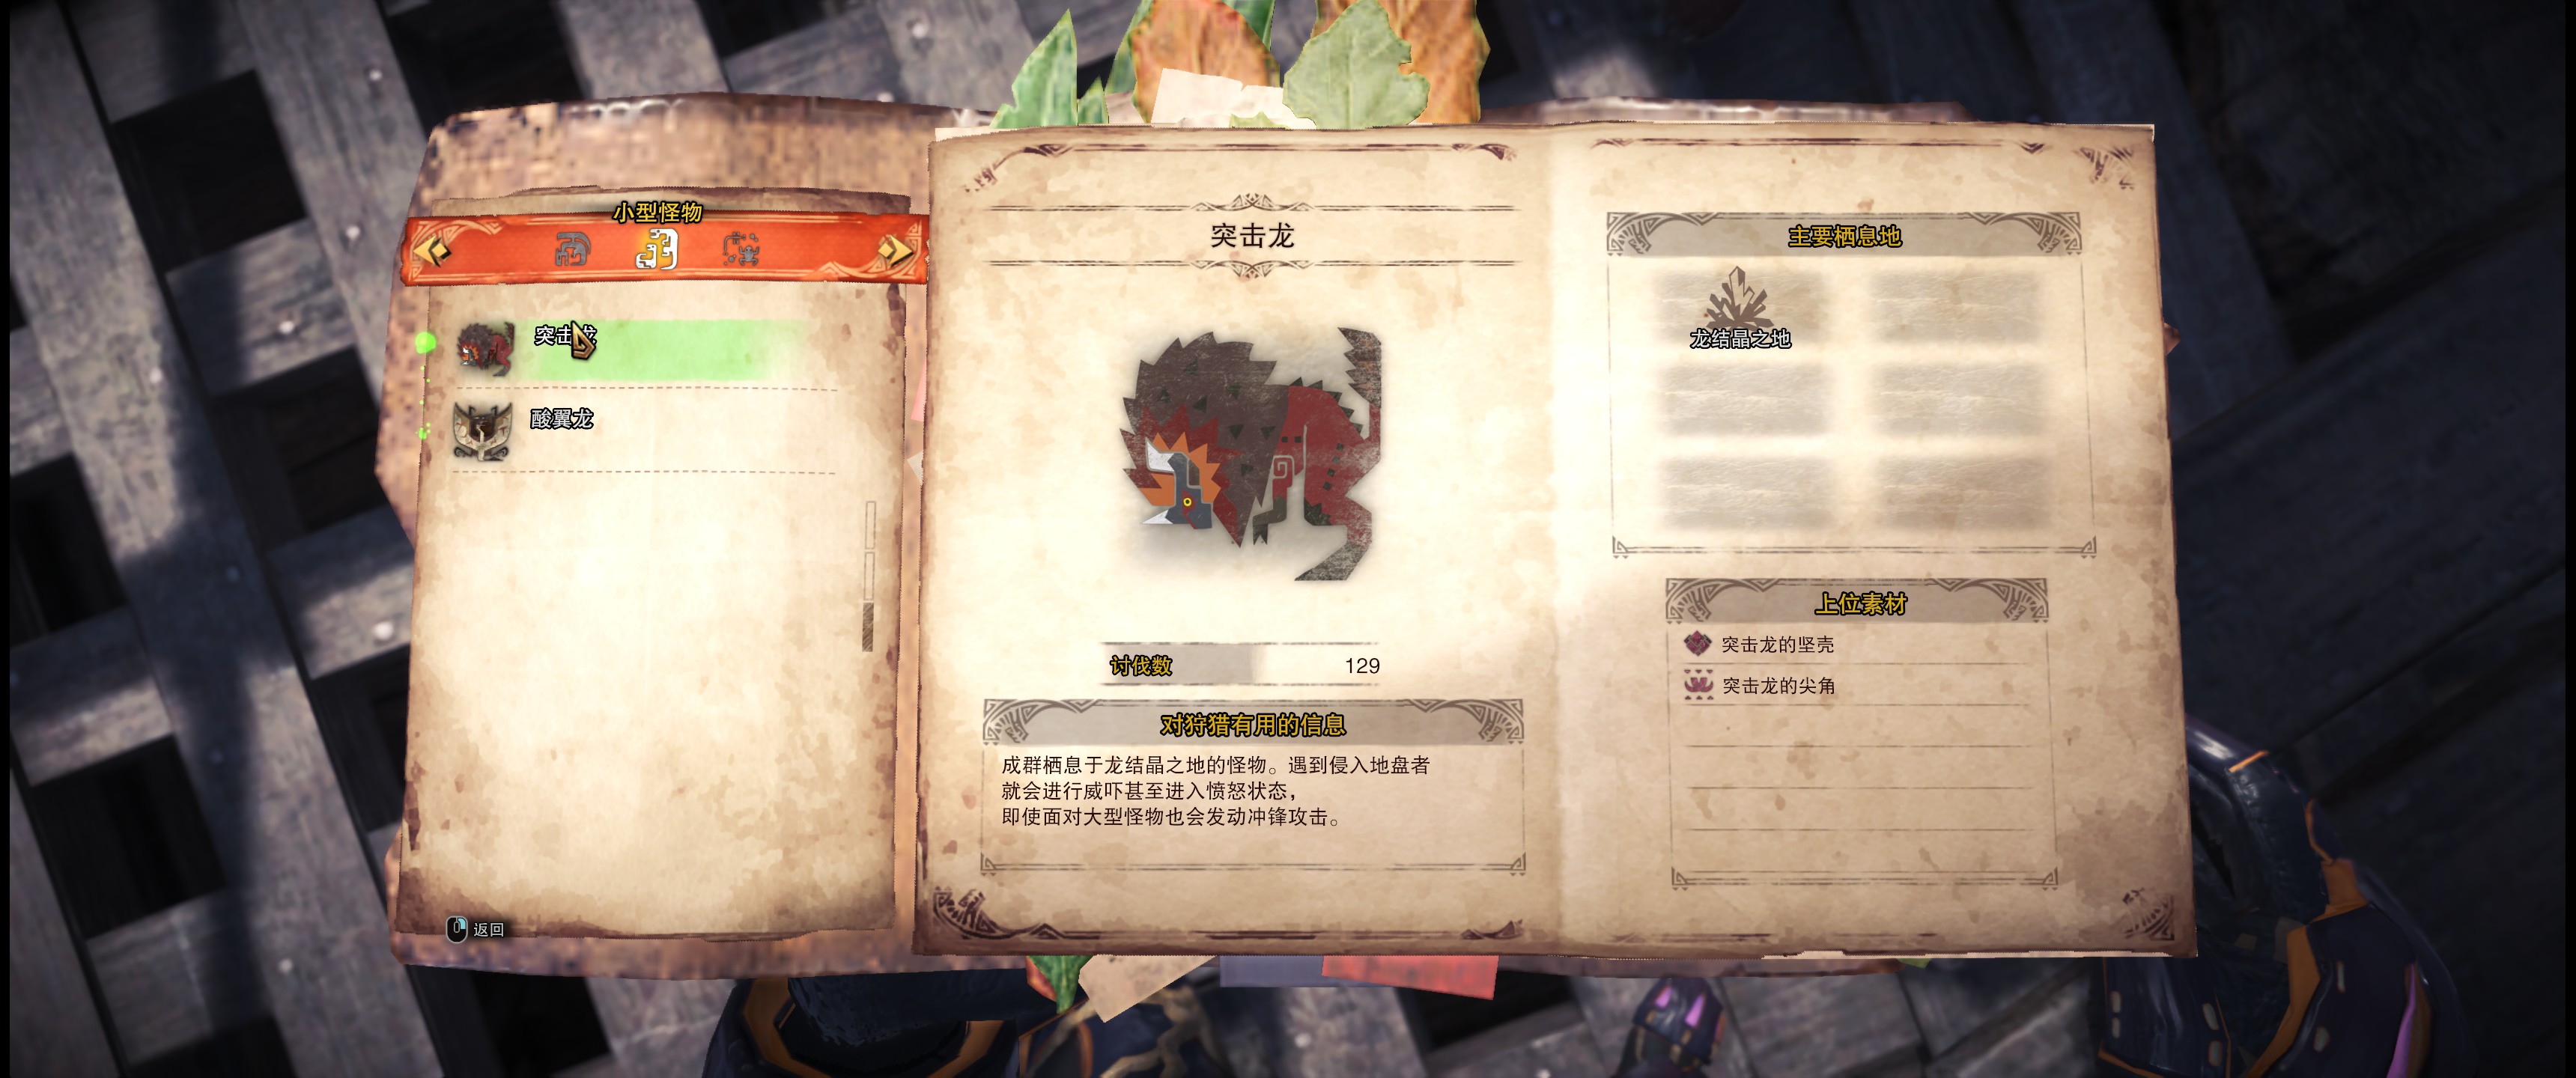 小型怪物
突击龙
酸翼龙
返回
突击龙
讨伐数 129
对狩猎有用的信息
成群栖息于龙结晶之地的怪物。遇到侵入地盘者
就会进行威吓甚至进入愤怒状态，
即使面对大型怪物也会发动冲锋攻击。
主要栖息地
龙结晶之地
上位素材
突击龙的坚壳
突击龙的尖角